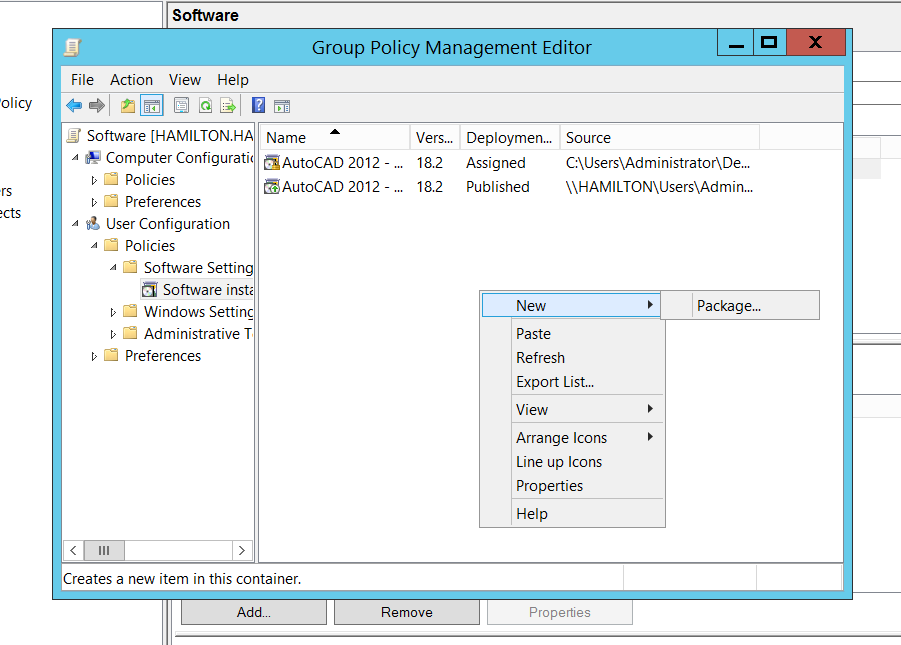 Software
Group Policy Management Editor
File Action View Help
Software [HAMILTON.HA
Computer Configuratio
Policies
Preferences
User Configuration
Policies
Software Setting
Software insta
Windows Setting
Administrative T
Preferences
Name Vers... Deploymen... Source
AutoCAD 2012 - ... 18.2 Assigned C:\Users\Administrator\De...
AutoCAD 2012 - ... 18.2 Published \\HAMILTON\Users\Admin...
New Package...
Paste
Refresh
Export List...
View
Arrange Icons
Line up Icons
Properties
Help
Creates a new item in this container.
olicy
rs
ects
Add... Remove Properties